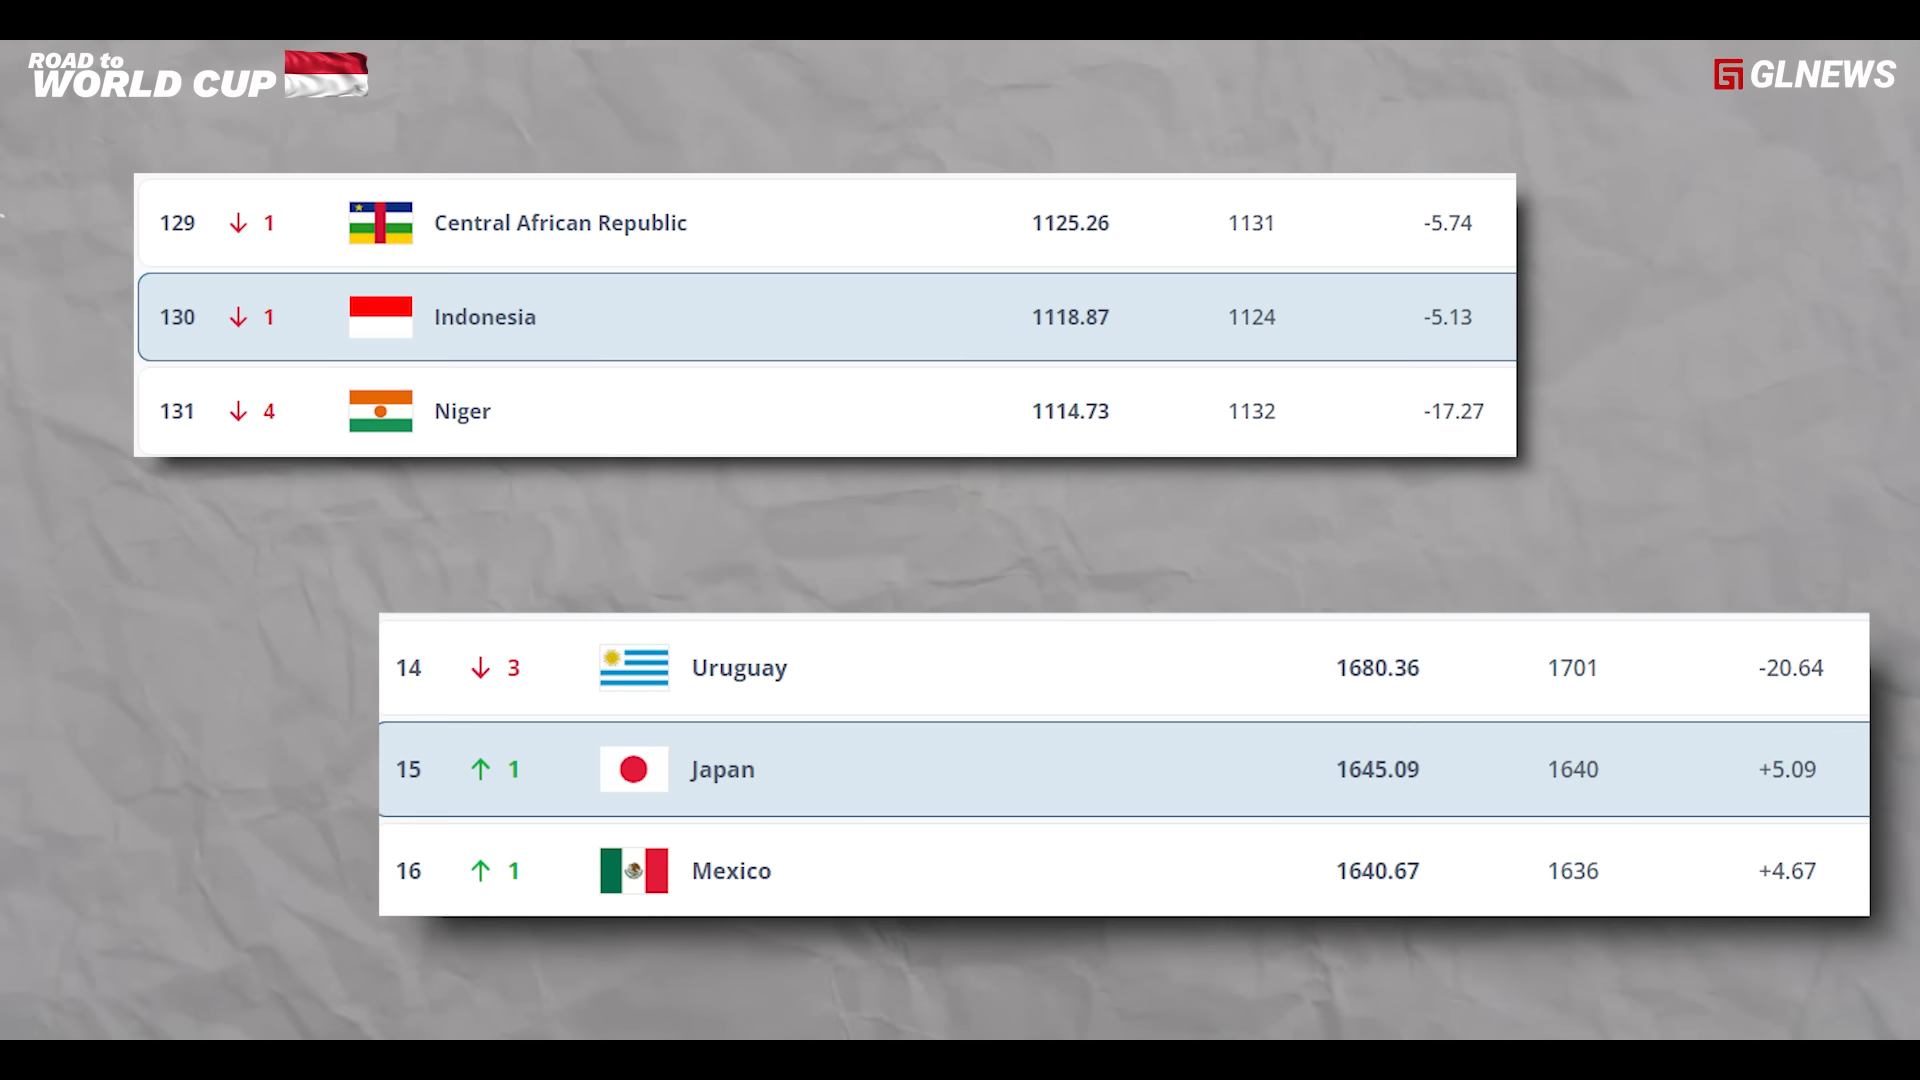 ROAD to
WORLD CUP
GLNEWS
129 ↓ 1 Central African Republic 1125.26 1131 -5.74
130 ↓ 1 Indonesia 1118.87 1124 -5.13
131 ↓ 4 Niger 1114.73 1132 -17.27
14 ↓ 3 Uruguay 1680.36 1701 -20.64
15 ↑ 1 Japan 1645.09 1640 +5.09
16 ↑ 1 Mexico 1640.67 1636 +4.67